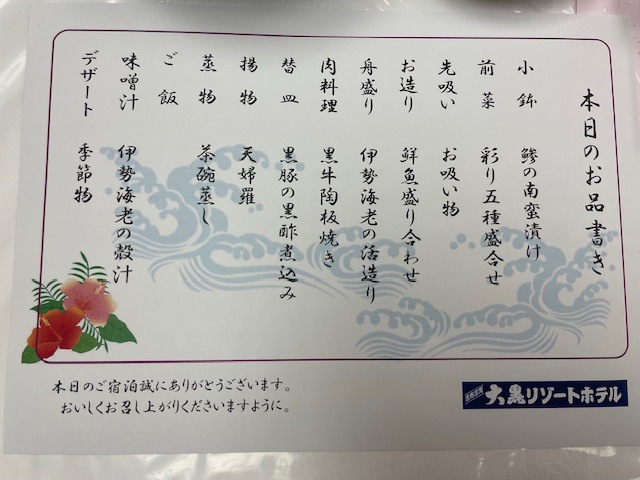 本日のお品書き
小鉢 鯵の南蛮漬け
前菜 彩り五種盛合せ
先吸い お吸い物
お造り 鮮魚盛り合わせ
舟盛り 伊勢海老の活造り
肉料理 黒牛陶板焼き
替皿 黒豚の黒酢煮込み
揚物 天婦羅
蒸物 茶碗蒸し
ご飯
味噌汁 伊勢海老の殻汁
デザート 季節物
本日のご宿泊誠にありがとうございます。
おいしくお召し上がりくださいますように。
大黒リゾートホテル